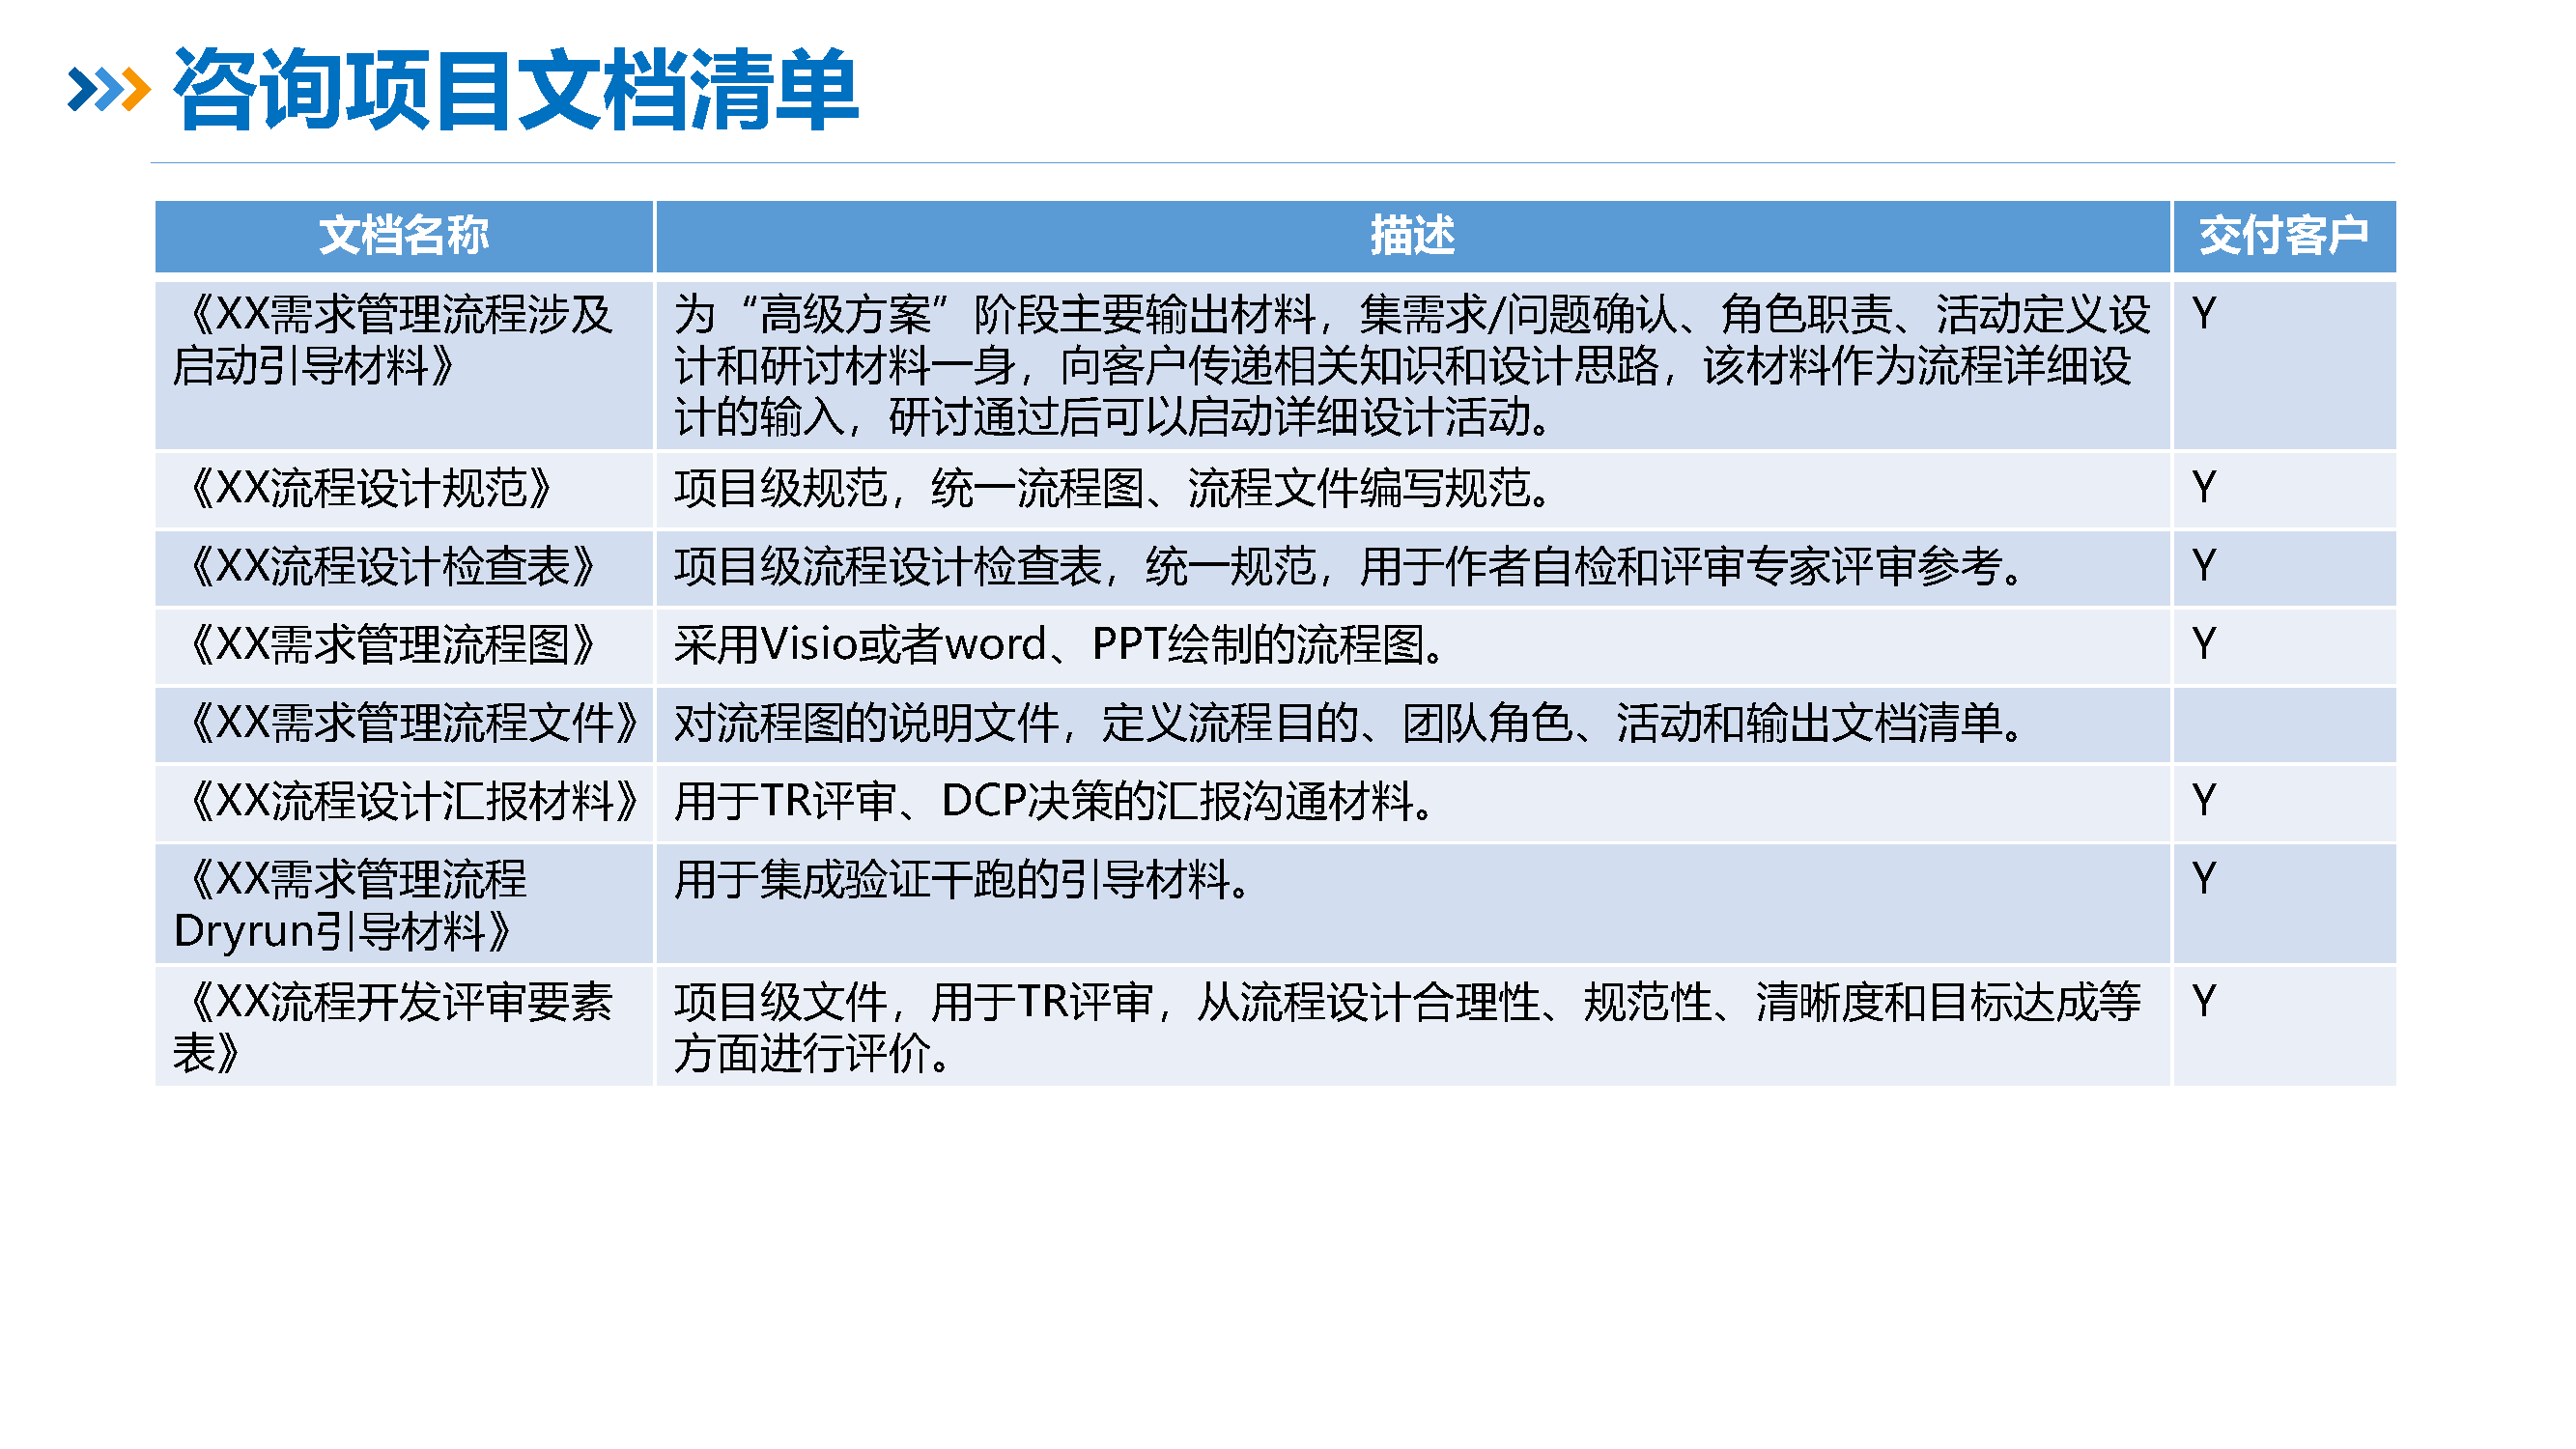 咨询项目文档清单
文档名称 描述 交付客户
《XX需求管理流程涉及 为“高级方案”阶段主要输出材料，集需求/问题确认、角色职责、活动定义设 Y
启动引导材料》 计和研讨材料一身，向客户传递相关知识和设计思路，该材料作为流程详细设
计的输入，研讨通过后可以启动详细设计活动。
《XX流程设计规范》 项目级规范，统一流程图、流程文件编写规范。 Y
《XX流程设计检查表》 项目级流程设计检查表，统一规范，用于作者自检和评审专家评审参考。 Y
《XX需求管理流程图》 采用Visio或者word、PPT绘制的流程图。 Y
《XX需求管理流程文件》 对流程图的说明文件，定义流程目的、团队角色、活动和输出文档清单。
《XX流程设计汇报材料》 用于TR评审、DCP决策的汇报沟通材料。 Y
《XX需求管理流程 用于集成验证干跑的引导材料。 Y
Dryrun引导材料》
《XX流程开发评审要素 项目级文件，用于TR评审，从流程设计合理性、规范性、清晰度和目标达成等 Y
表》 方面进行评价。